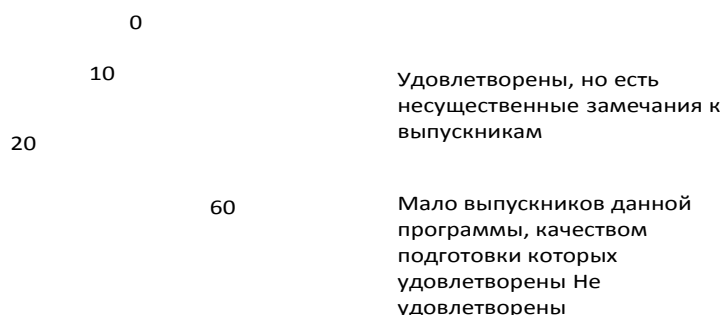 0
10
20
60
Удовлетворены, но есть
несущественные замечания к
выпускникам
Мало выпускников данной
программы, качеством
подготовки которых
удовлетворены Не
удовлетворены